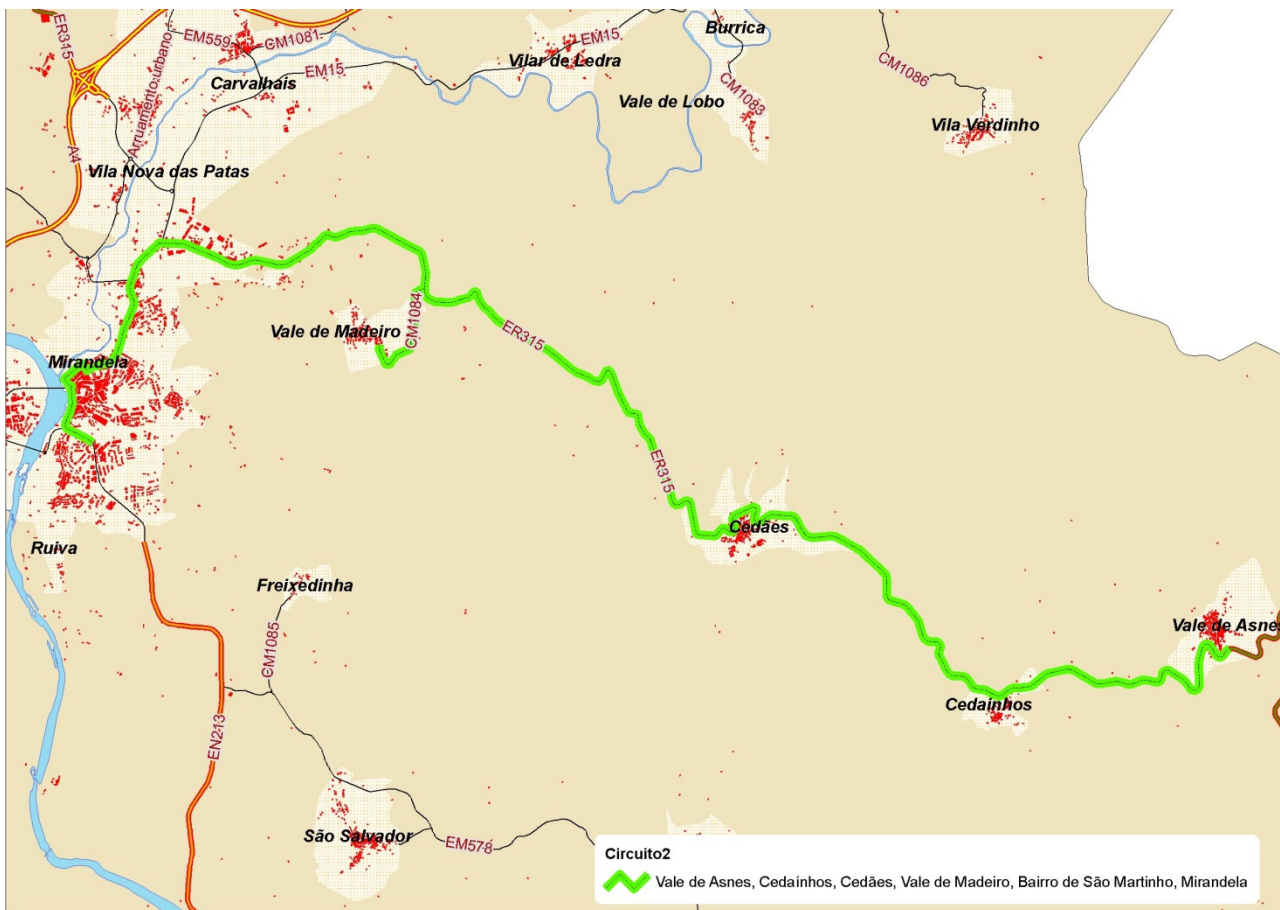 ER315
EM559
CM1081
Carvalhais
EM15
Arruamento urbano
A4
Vila Nova das Patas
Vilar de Ledra
EM15
Burrica
Vale de Lobo
CM1083
CM1086
Vila Verdinho
Vale de Madeiro
CM1084
ER315
Mirandela
ER315
Cedães
Ruiva
Freixedinha
CM1085
Vale de Asnes
Cedaínhos
EN213
São Salvador
EM578
Circuito2
Vale de Asnes, Cedaínhos, Cedães, Vale de Madeiro, Bairro de São Martinho, Mirandela